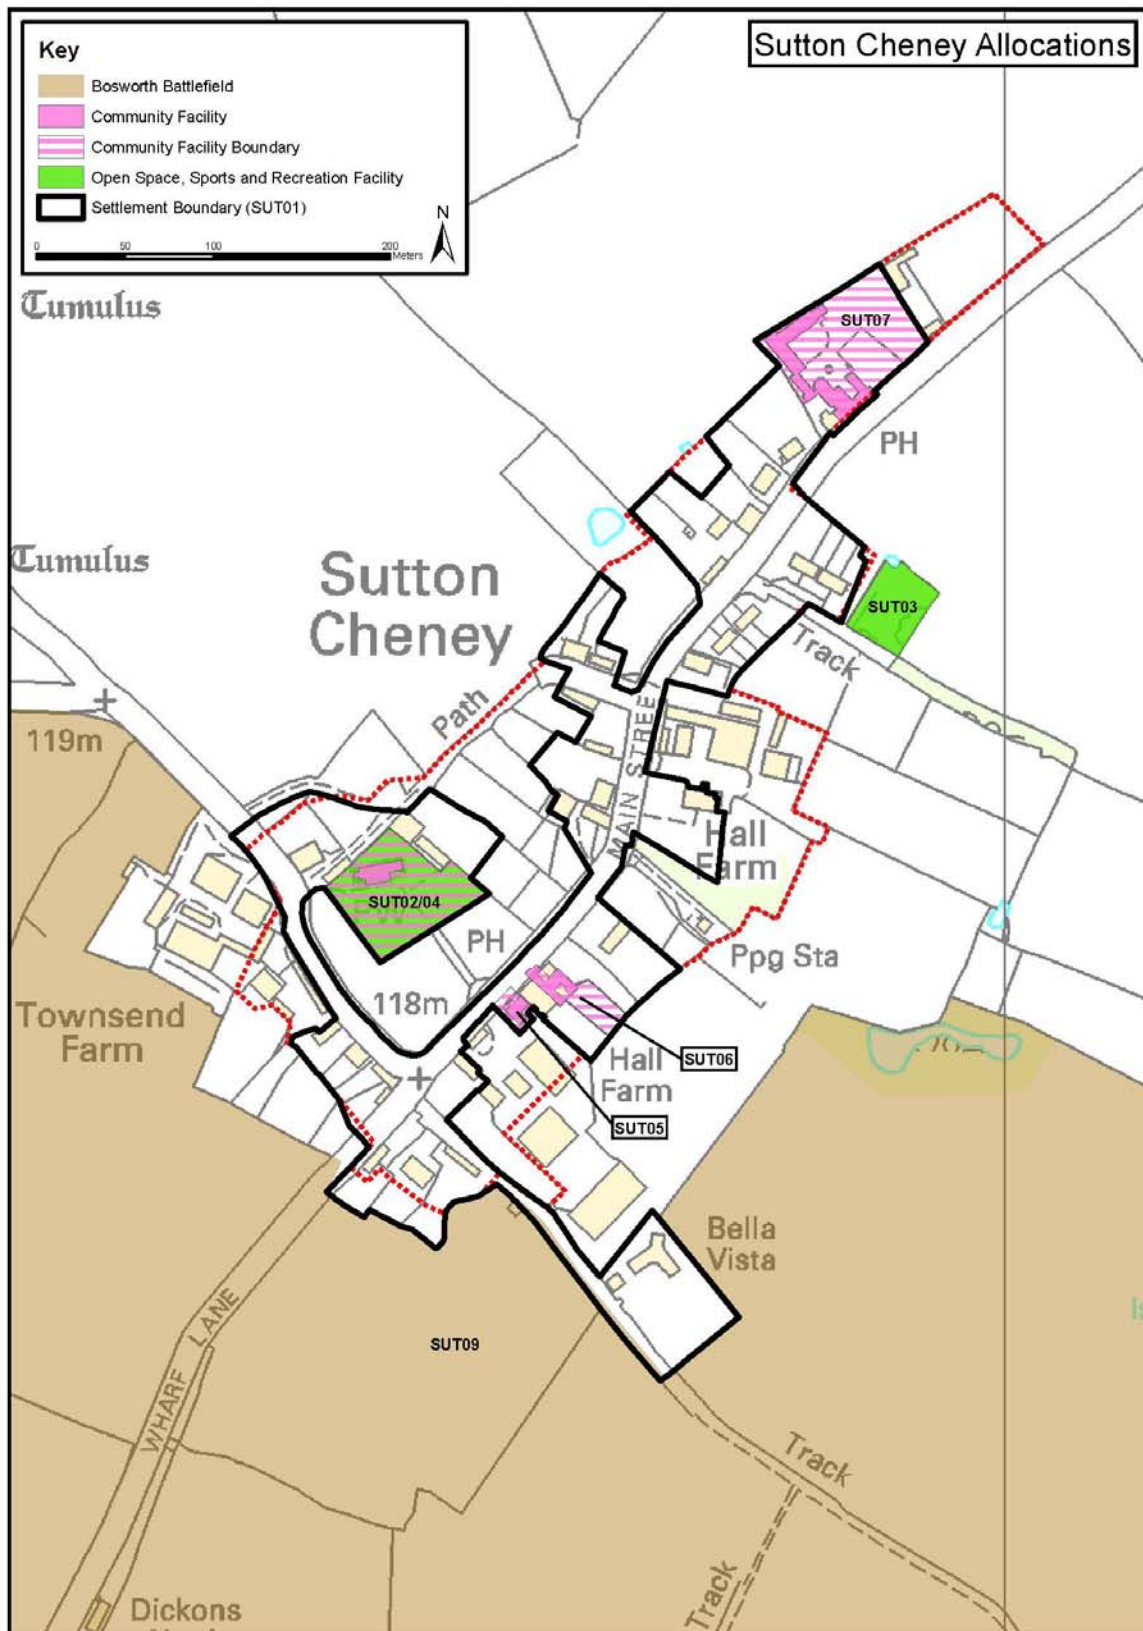 Sutton Cheney Allocations
Key
Bosworth Battlefield
Community Facility
Community Facility Boundary
Open Space, Sports and Recreation Facility
Settlement Boundary (SUT01)
N
0 50 100 200
Meters
Tumulus
SUT07
PH
Tumulus
Sutton
Cheney
SUT03
Track
Path
MAIN STREET
119m
Hall
Farm
SUT02/04
PH
Ppg Sta
118m
Townsend
Farm
Hall
Farm
SUT06
SUT05
Bella
Vista
SUT09
WHARF LANE
Track
Track
Dickons